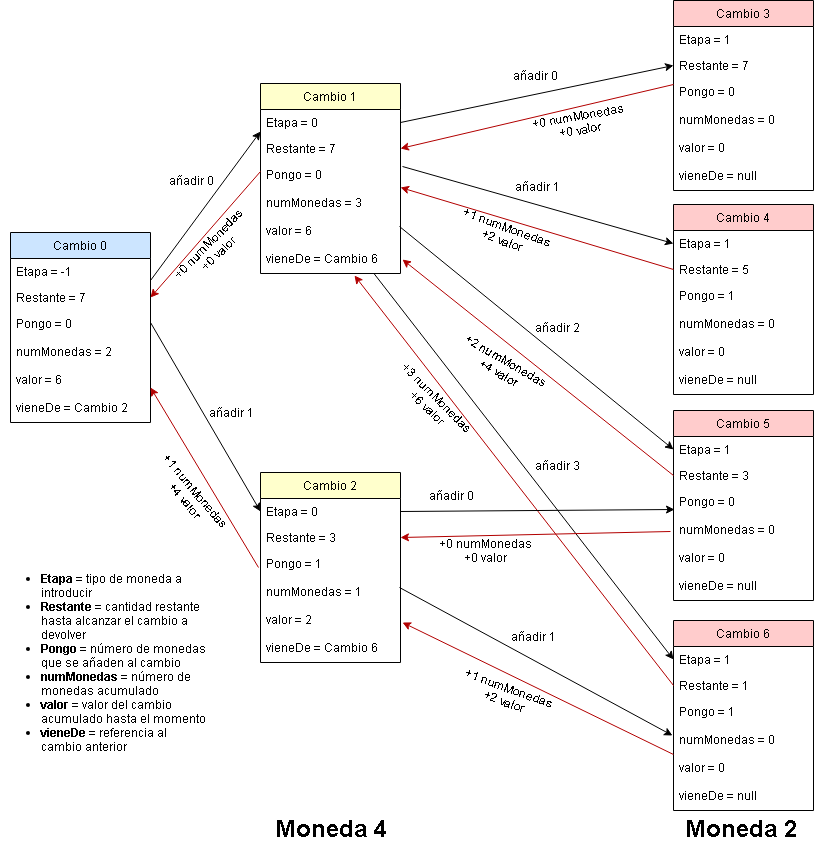 Cambio 0
Etapa = -1
Restante = 7
Pongo = 0
numMonedas = 2
valor = 6
vieneDe = Cambio 2
añadir 0
+0 numMonedas
+0 valor
añadir 1
+1 numMonedas
+4 valor
Cambio 1
Etapa = 0
Restante = 7
Pongo = 0
numMonedas = 3
valor = 6
vieneDe = Cambio 6
Cambio 2
Etapa = 0
Restante = 3
Pongo = 1
numMonedas = 1
valor = 2
vieneDe = Cambio 6
añadir 0
+0 numMonedas
+0 valor
añadir 1
+1 numMonedas
+2 valor
añadir 2
+2 numMonedas
+4 valor
añadir 3
+3 numMonedas
+6 valor
añadir 0
+0 numMonedas
+0 valor
añadir 1
+1 numMonedas
+2 valor
Cambio 3
Etapa = 1
Restante = 7
Pongo = 0
numMonedas = 0
valor = 0
vieneDe = null
Cambio 4
Etapa = 1
Restante = 5
Pongo = 1
numMonedas = 0
valor = 0
vieneDe = null
Cambio 5
Etapa = 1
Restante = 3
Pongo = 0
numMonedas = 0
valor = 0
vieneDe = null
Cambio 6
Etapa = 1
Restante = 1
Pongo = 1
numMonedas = 0
valor = 0
vieneDe = null
• Etapa = tipo de moneda a
introducir
• Restante = cantidad restante
hasta alcanzar el cambio a
devolver
• Pongo = número de monedas
que se añaden al cambio
• numMonedas = número de
monedas acumulado
• valor = valor del cambio
acumulado hasta el momento
• vieneDe = referencia al
cambio anterior
Moneda 4
Moneda 2